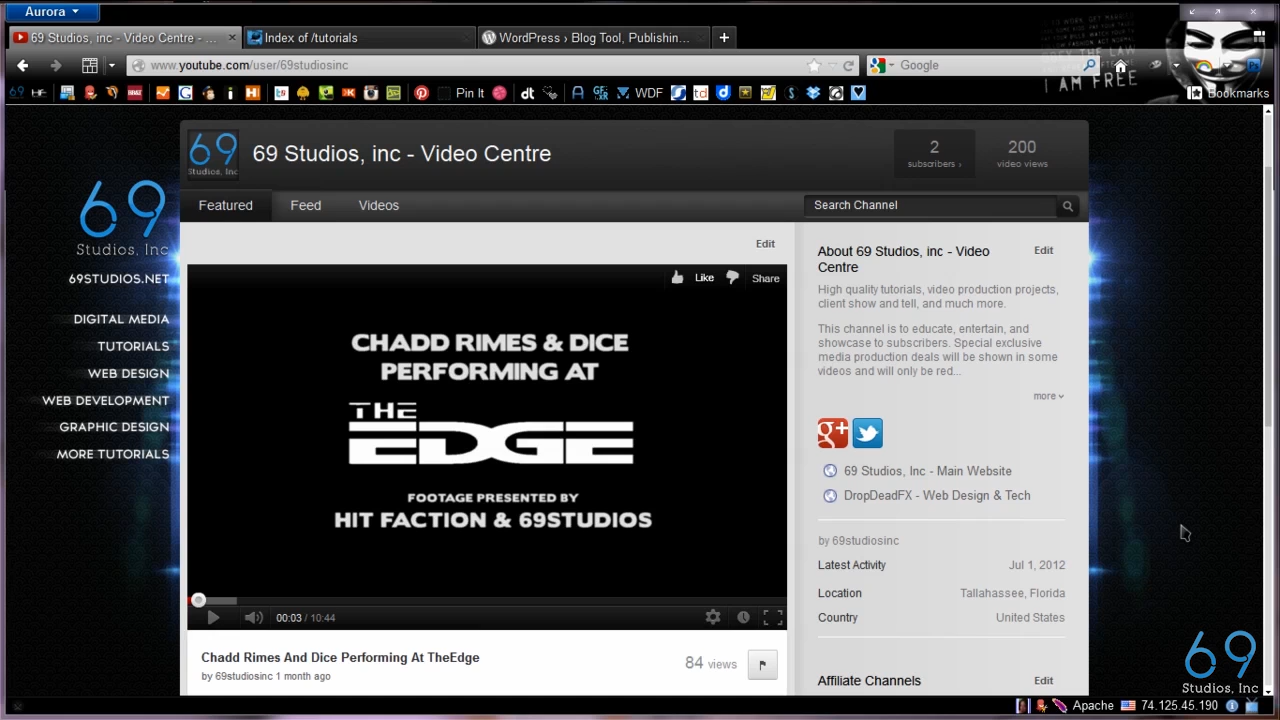 Aurora
69 Studios, inc - Video Centre - ...
Index of /tutorials
WordPress › Blog Tool, Publishin...
www.youtube.com/user/69studiosinc
Google
I AM FREE
Pin It
WDF
Bookmarks
69 Studios, Inc
69 Studios, inc - Video Centre
2
subscribers ›
200
video views
Featured
Feed
Videos
Search Channel
69
Studios, Inc
69STUDIOS.NET
DIGITAL MEDIA
TUTORIALS
WEB DESIGN
WEB DEVELOPMENT
GRAPHIC DESIGN
MORE TUTORIALS
Edit
Like
Share
CHADD RIMES & DICE
PERFORMING AT
THE
EDGE
FOOTAGE PRESENTED BY
HIT FACTION & 69STUDIOS
00:03 / 10:44
Chadd Rimes And Dice Performing At TheEdge
by 69studiosinc 1 month ago
84 views
About 69 Studios, inc - Video
Centre
Edit
High quality tutorials, video production projects,
client show and tell, and much more.
This channel is to educate, entertain, and
showcase to subscribers. Special exclusive
media production deals will be shown in some
videos and will only be red...
more
69 Studios, Inc - Main Website
DropDeadFX - Web Design & Tech
by 69studiosinc
Latest Activity
Jul 1, 2012
Location
Tallahassee, Florida
Country
United States
Affiliate Channels
Edit
69
Studios, Inc
Apache
74.125.45.190